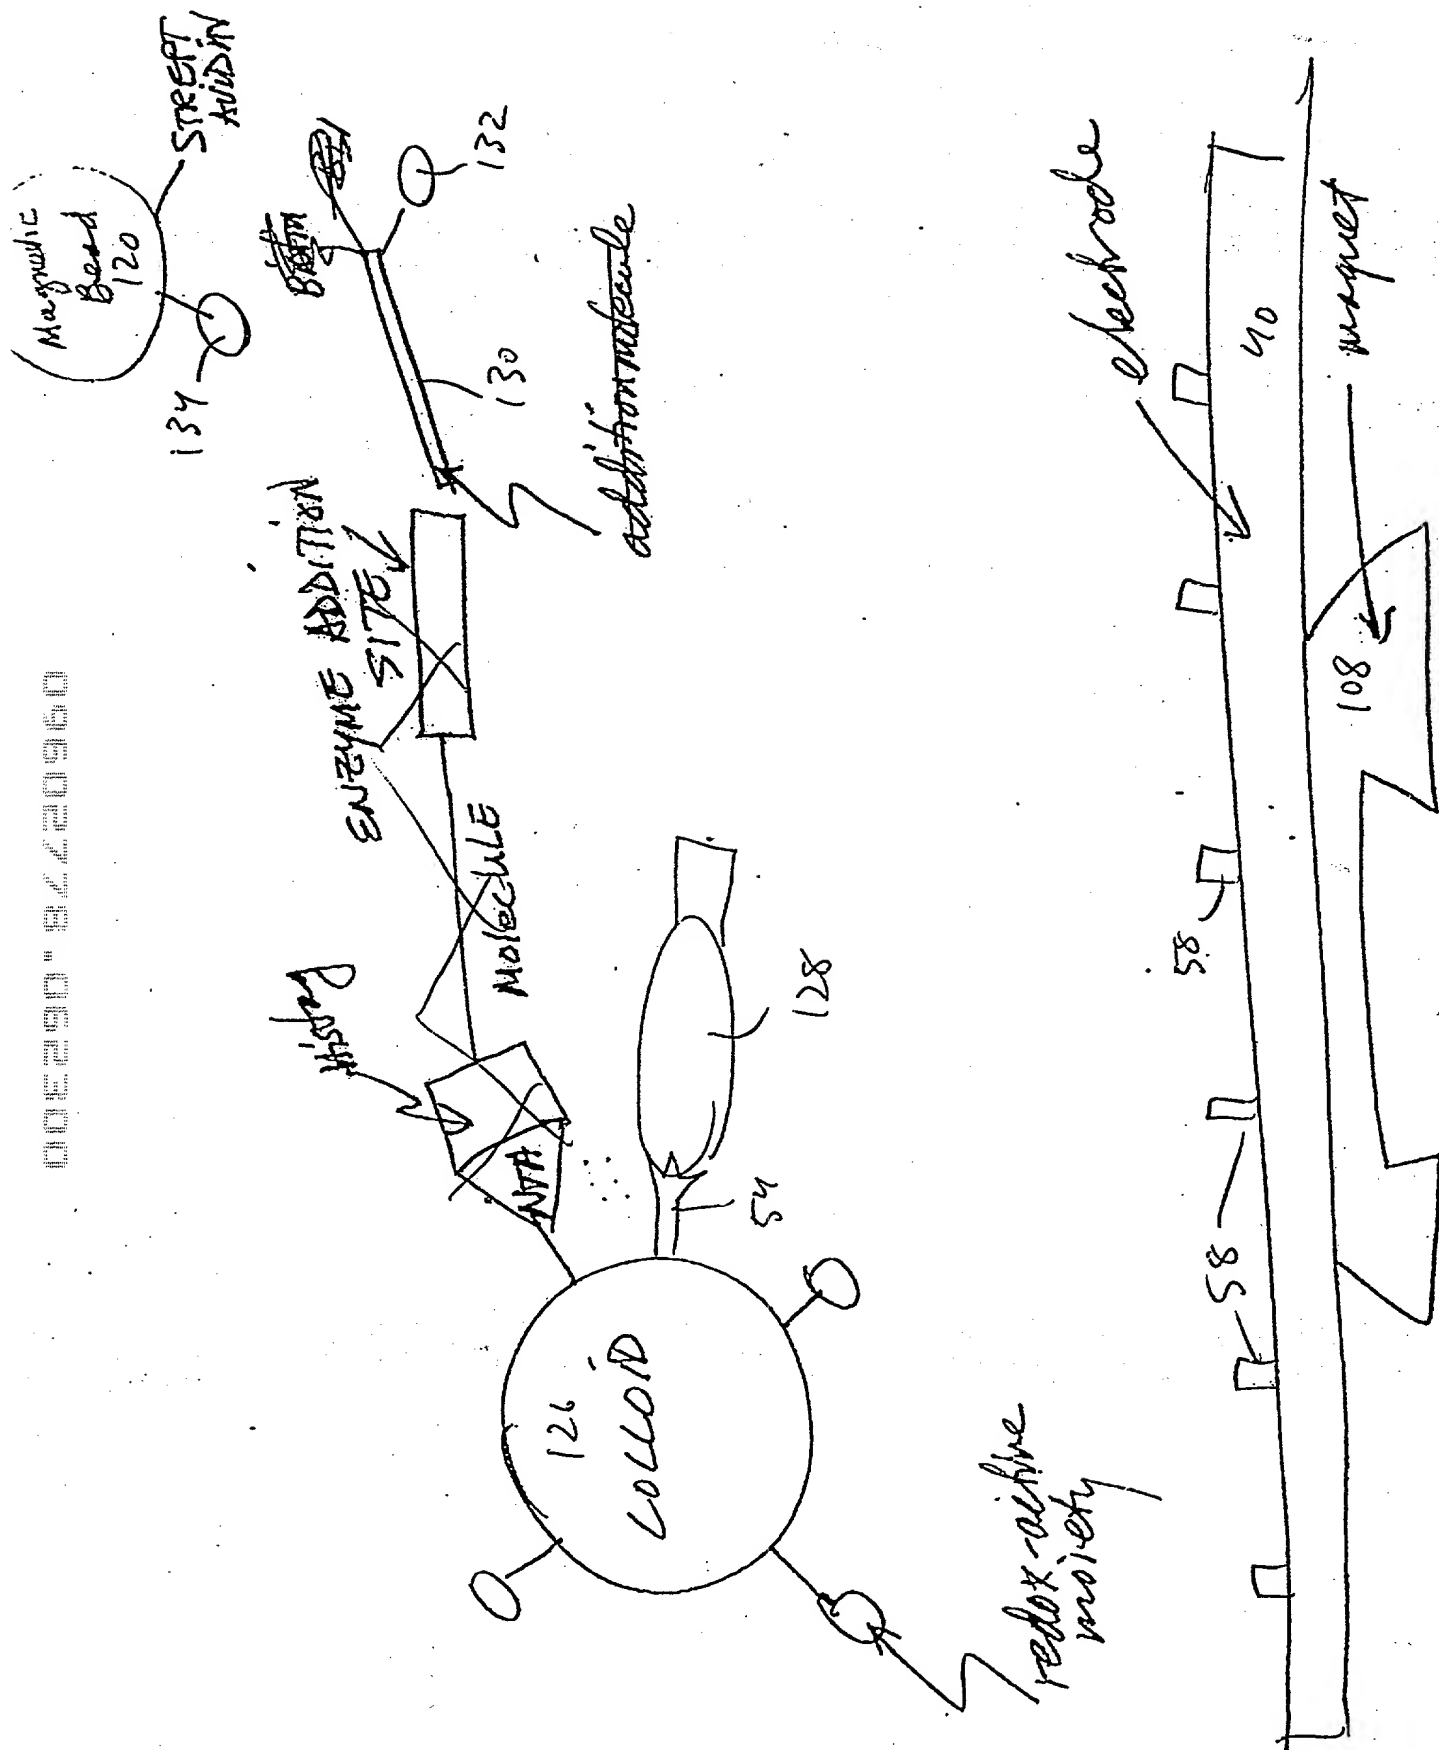 Magnetic
Bead
120
STREPT
AVIDIN
134
132
130
addition molecule
ENZYME ADDITION
SITE
MOLECULE
Histag
NTA
128
54
126
COLLOID
redox-active
moiety
electrode
40
58
58
108
magnet